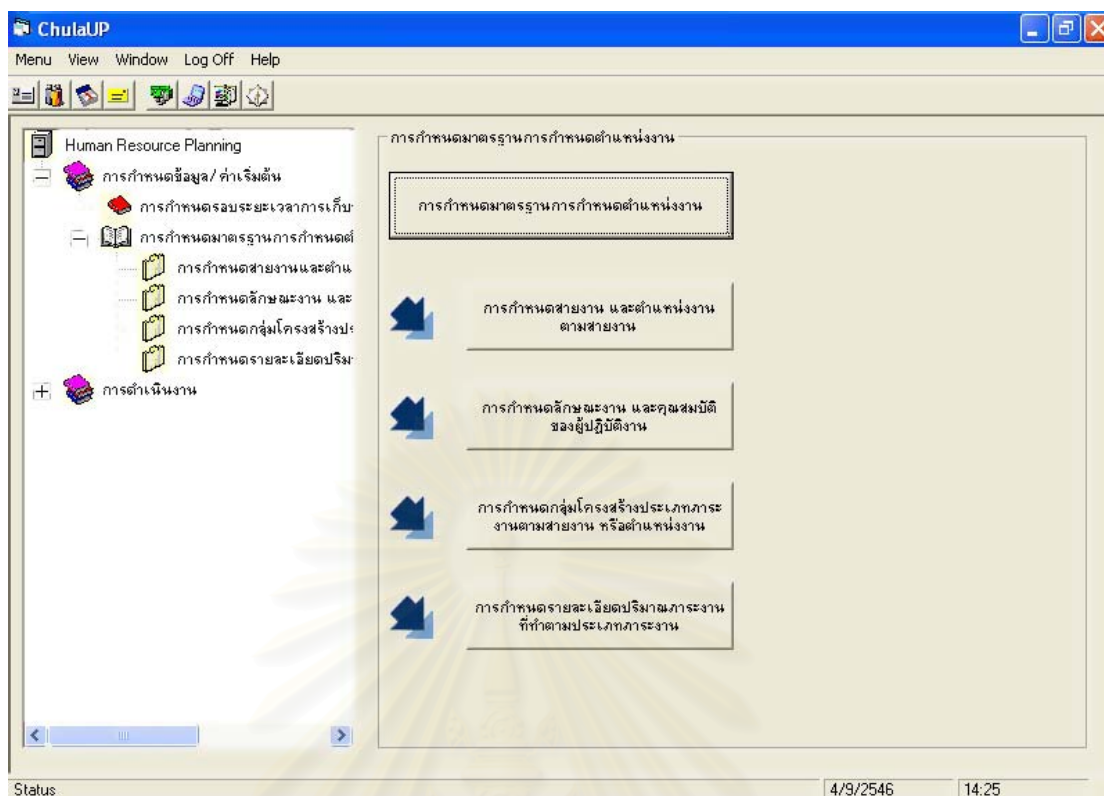 ChulaUP
Menu View Window Log Off Help
Human Resource Planning
การกำหนดข้อมูล/ ค่าเริ่มต้น
การกำหนดรอบระยะเวลาการเก็บ
การกำหนดมาตรฐานการกำหนดตำ
การกำหนดสายงานและตำแ
การกำหนดลักษณะงาน และ
การกำหนดกลุ่มโครงสร้างประ
การกำหนดรายละเอียดปริม
การดำเนินงาน
การกำหนดมาตรฐานการกำหนดตำแหน่งงาน
การกำหนดมาตรฐานการกำหนดตำแหน่งงาน
การกำหนดสายงาน และตำแหน่งงาน
ตามสายงาน
การกำหนดลักษณะงาน และคุณสมบัติ
ของผู้ปฏิบัติงาน
การกำหนดกลุ่มโครงสร้างประเภทภาระ
งานตามสายงาน หรือตำแหน่งงาน
การกำหนดรายละเอียดปริมาณภาระงาน
ที่ทำตามประเภทภาระงาน
Status 4/9/2546 14:25